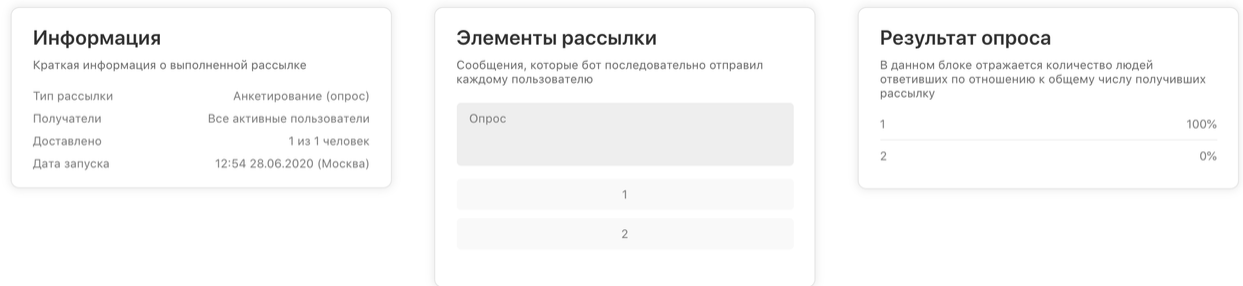 Информация
Краткая информация о выполненной рассылке
Тип рассылки Анкетирование (опрос)
Получатели Все активные пользователи
Доставлено 1 из 1 человек
Дата запуска 12:54 28.06.2020 (Москва)
Элементы рассылки
Сообщения, которые бот последовательно отправил
каждому пользователю
Опрос
1
2
Результат опроса
В данном блоке отражается количество людей
ответивших по отношению к общему числу получивших
рассылку
1 100%
2 0%